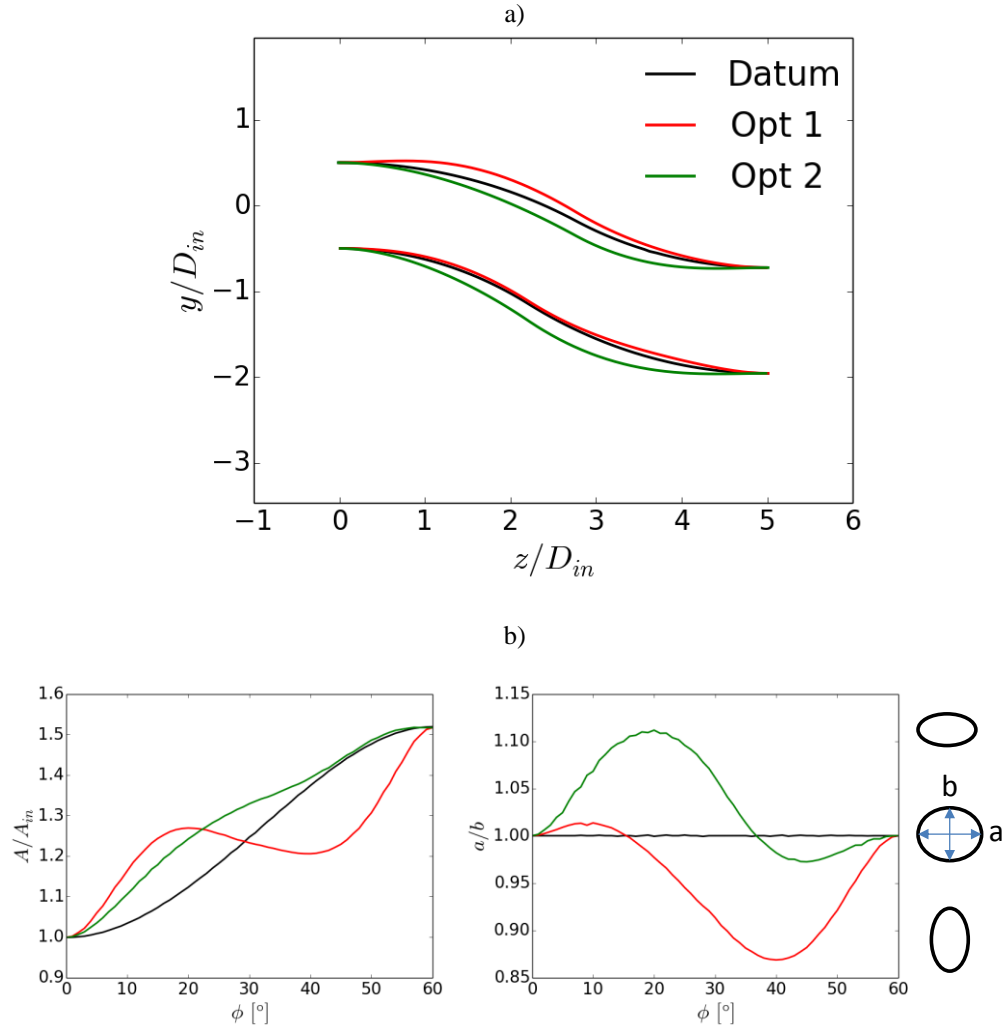 a)
Datum
Opt 1
Opt 2
1
0
−1
−2
−3
y/D_in
−1 0 1 2 3 4 5 6
z/D_in
b)
1.6
1.5
1.4
1.3
1.2
1.1
1.0
0.9
A/A_in
0 10 20 30 40 50 60
ϕ [°]
1.15
1.10
1.05
1.00
0.95
0.90
0.85
a/b
0 10 20 30 40 50 60
ϕ [°]
b
a